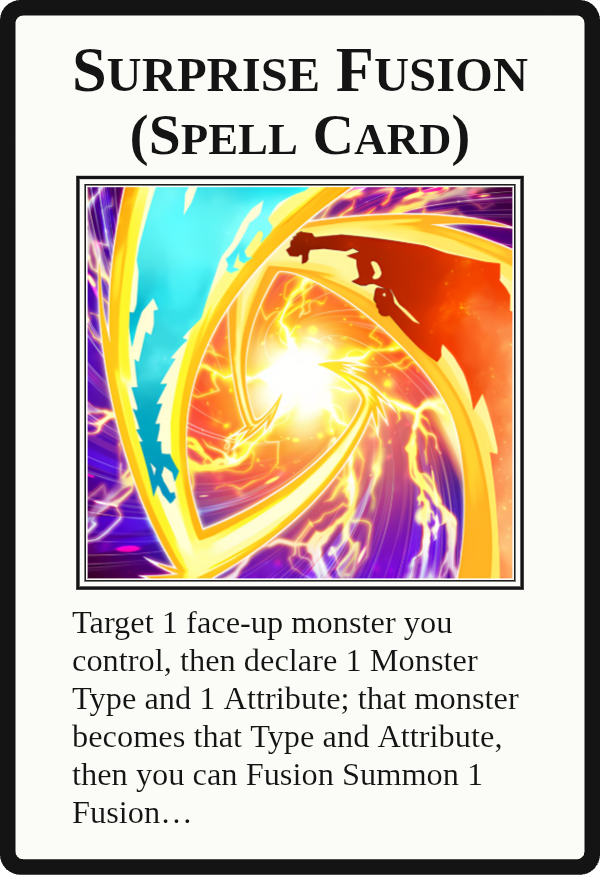 Surprise Fusion
(Spell Card)
Target 1 face-up monster you
control, then declare 1 Monster
Type and 1 Attribute; that monster
becomes that Type and Attribute,
then you can Fusion Summon 1
Fusion…